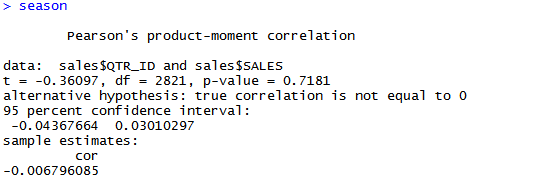 > season
Pearson's product-moment correlation
data:  sales$QTR_ID and sales$SALES
t = -0.36097, df = 2821, p-value = 0.7181
alternative hypothesis: true correlation is not equal to 0
95 percent confidence interval:
 -0.04367664  0.03010297
sample estimates:
cor
-0.006796085